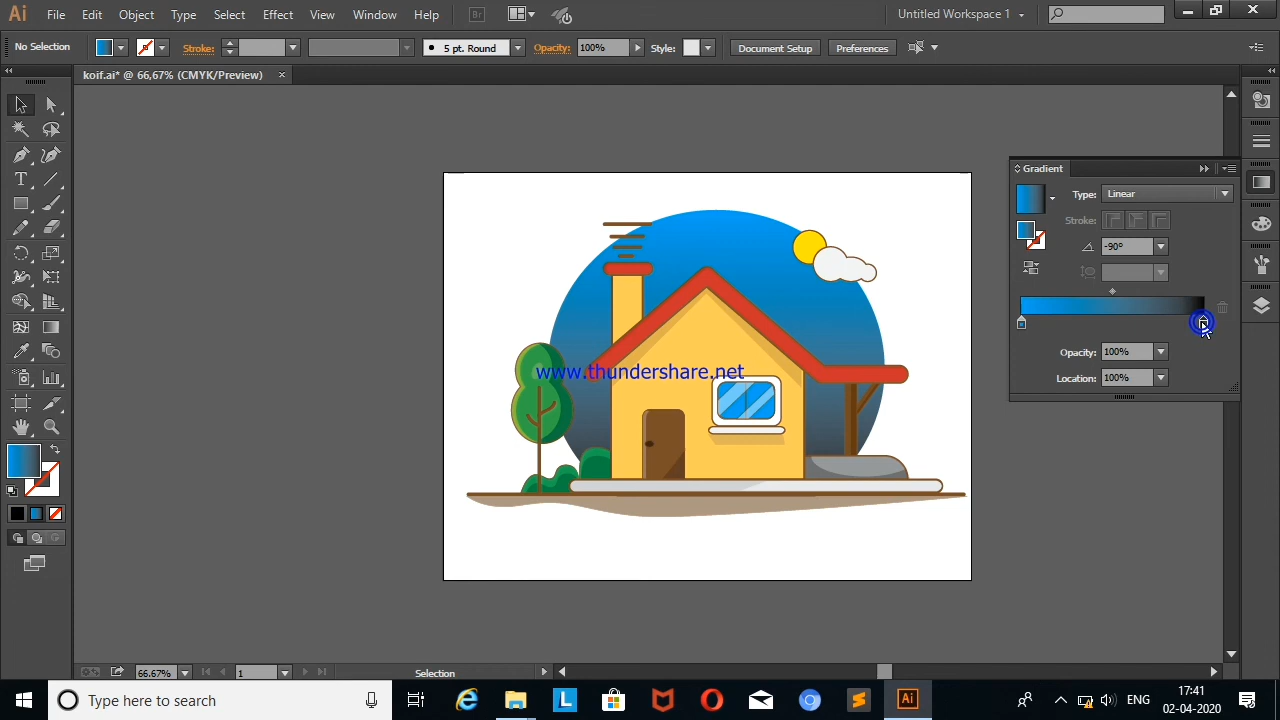 Ai File Edit Object Type Select Effect View Window Help Br Untitled Workspace 1
No Selection Stroke: 5 pt. Round Opacity: 100% Style: Document Setup Preferences
koif.ai* @ 66,67% (CMYK/Preview)
Gradient
Type: Linear
Stroke:
-90°
www.thundershare.net
Opacity: 100%
Location: 100%
66.67% 1 Selection
Type here to search L Ai ENG 17:41
02-04-2020